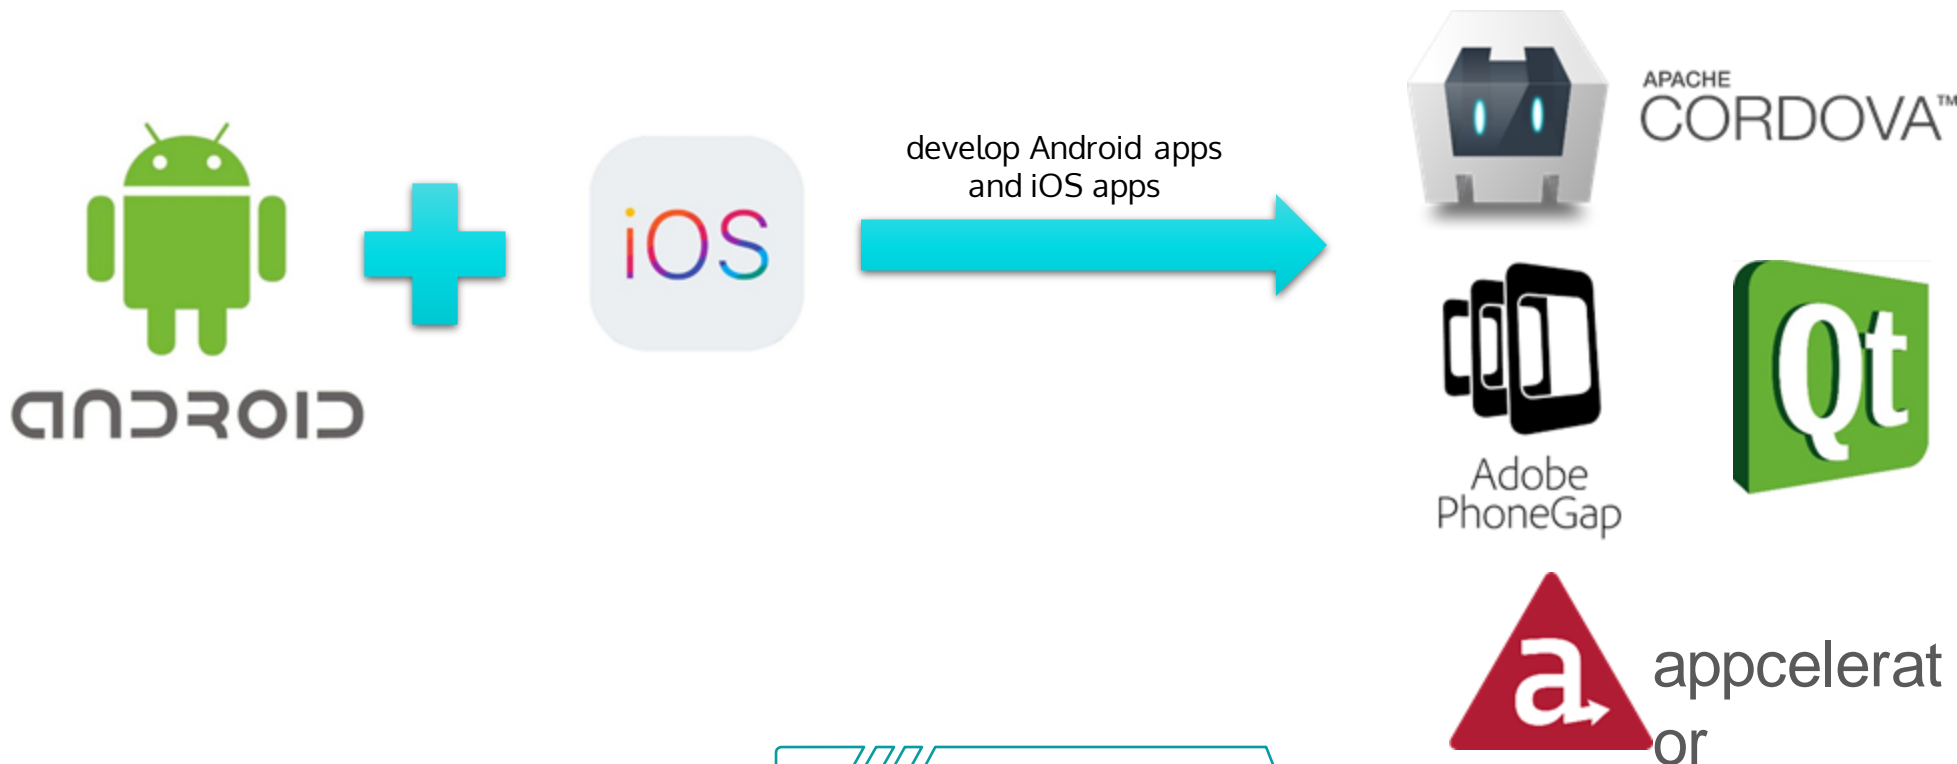 ANDROID
iOS
develop Android apps
and iOS apps
APACHE
CORDOVA™
Adobe
PhoneGap
Qt
a
appcelerat
or